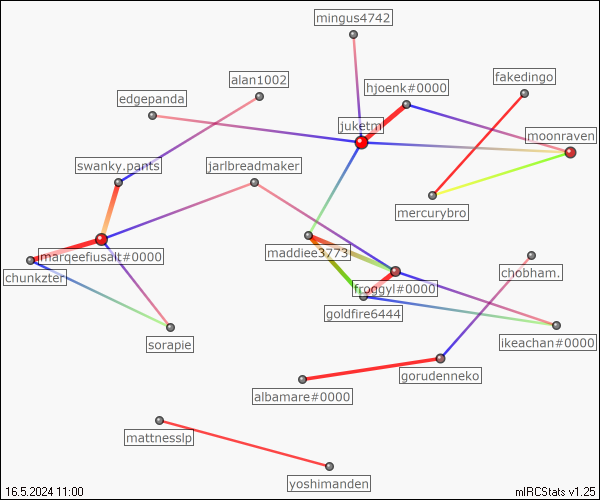 mingus4742
fakedingo
alan1002
hjoenk#0000
edgepanda
juketm
moonraven
swanky.pants
jarlbreadmaker
mercurybro
maddiee3773
marqeefiusalt#0000
chunkzter
chobham.
froggyl#0000
goldfire6444
sorapie
ikeachan#0000
gorudenneko
albamare#0000
mattnesslp
yoshimanden
16.5.2024 11:00
mIRCStats v1.25